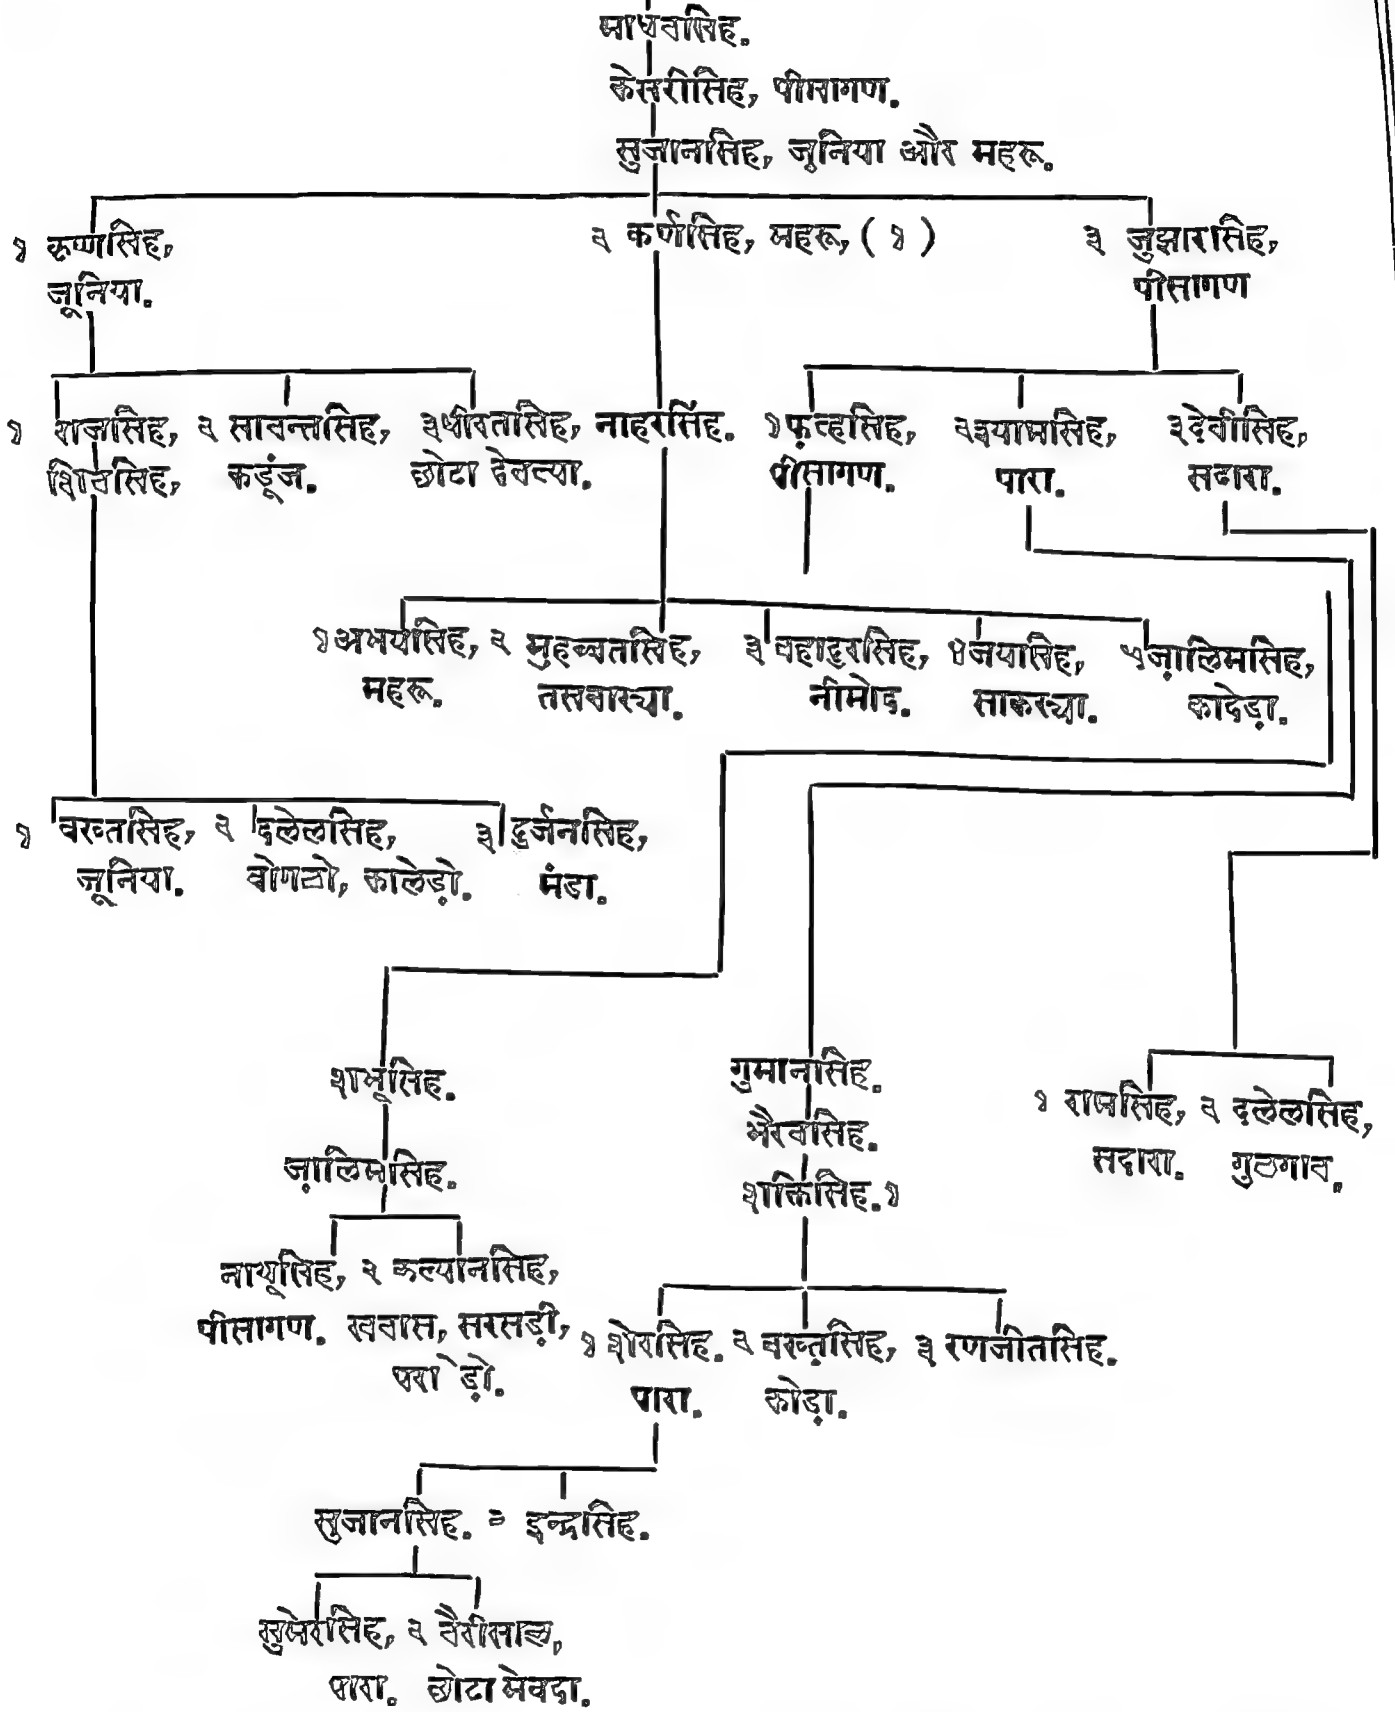 माधवसिंह.
केसरीसिंह, पीसागण.
सुजानसिंह, जूनिया और महरू.
१ कृष्णसिंह, २ कर्णसिंह, महरू, ( १ ) ३ जुझारसिंह,
जूनिया. पीसागण
१ राजसिंह, २ सावन्तसिंह, ३ धीरतसिंह, नाहरसिंह. १ फ़त्हसिंह, २ श्यामसिंह, ३ देवीसिंह,
शिवसिंह, कडूंज. छोटा देवल्या. पीसागण. पारा. सदारा.
१ अभयसिंह, २ मुहब्बतसिंह, ३ बहादुरसिंह, ४ जयसिंह, ५ ज़ालिमसिंह,
महरू. तसवास्या. नीमोद. साकस्या. कादेड़ा.
१ बख्तसिंह, २ दलेलसिंह, ३ दुर्जनसिंह,
जूनिया. कालेड़ो. मंडा.
शम्भूसिंह. गुमानसिंह.
१ रामसिंह, २ दलेलसिंह,
भैरवसिंह.
ज़ालिमसिंह. सदारा. गुलगाव.
शक्तिसिंह. १
नाथूसिंह, २ कल्यानसिंह,
पीसागण. खवास, सरसड़ी, १ शेरसिंह. २ बख्तसिंह, ३ रणजीतसिंह.
पारा. कोड़ा.
सुजानसिंह. २ इन्द्रसिंह.
सुमेरसिंह, २ वैरीसाल,
पारा. छोटा मेवदा.